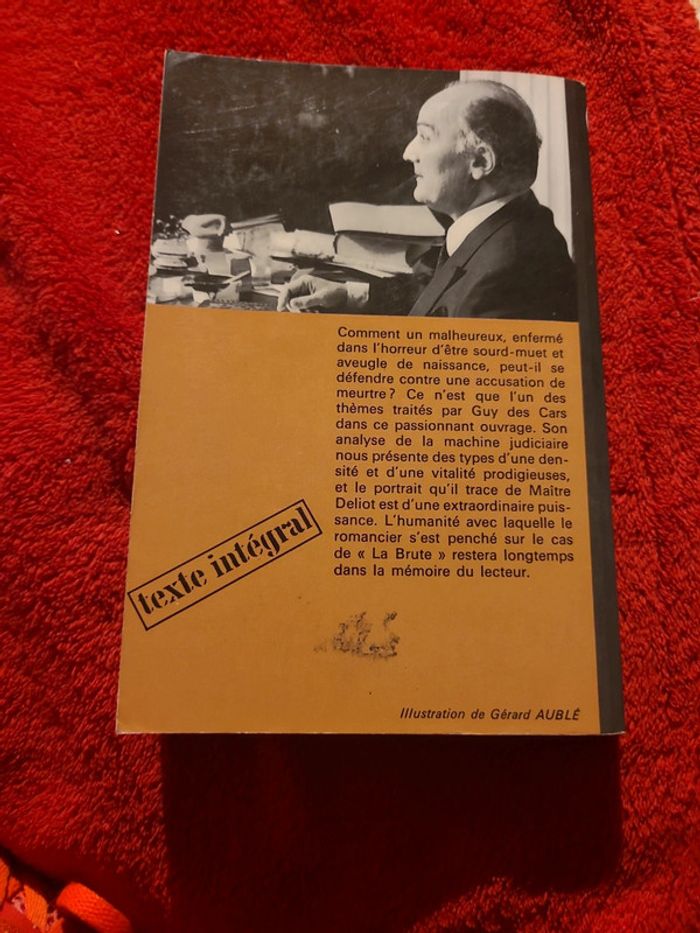 Comment un malheureux, enfermé
dans l'horreur d'être sourd-muet et
aveugle de naissance, peut-il se
défendre contre une accusation de
meurtre ? Ce n'est que l'un des
thèmes traités par Guy des Cars
dans ce passionnant ouvrage. Son
analyse de la machine judiciaire
nous présente des types d'une den-
sité et d'une vitalité prodigieuses,
et le portrait qu'il trace de Maître
Deliot est d'une extraordinaire puis-
sance. L'humanité avec laquelle le
romancier s'est penché sur le cas
de « La Brute » restera longtemps
dans la mémoire du lecteur.
texte intégral
Illustration de Gérard AUBLÉ